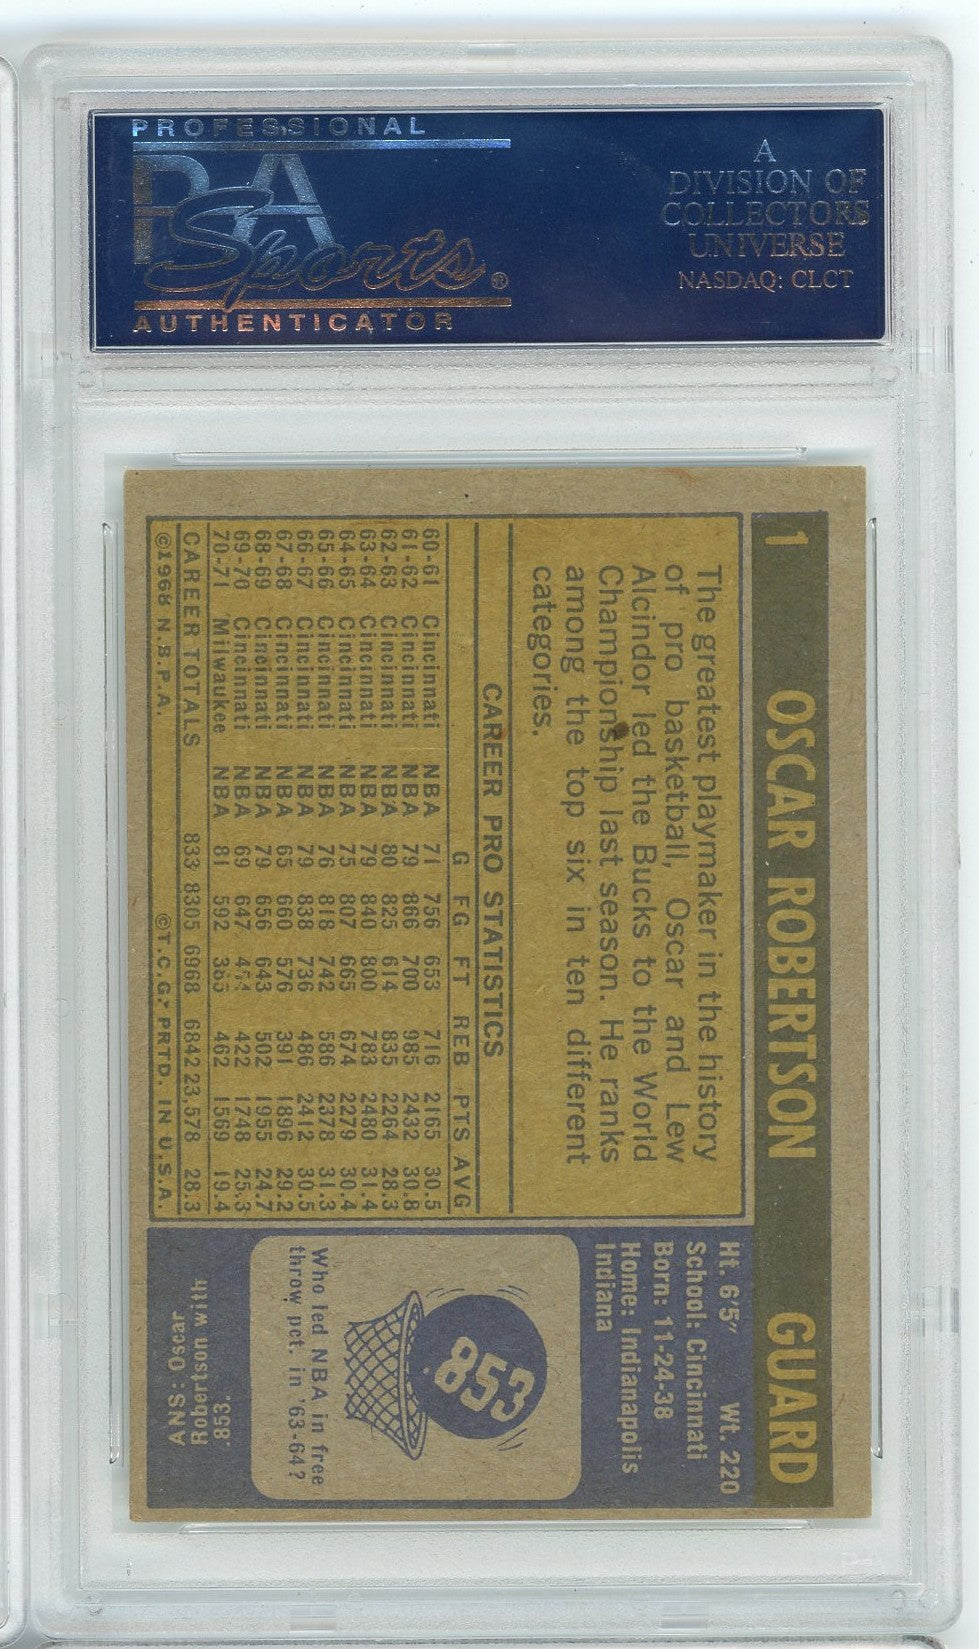 PROFESSIONAL
PSA
Sports®
AUTHENTICATOR
A
DIVISION OF
COLLECTORS
UNIVERSE
NASDAQ: CLCT
1 OSCAR ROBERTSON GUARD
The greatest playmaker in the history
of pro basketball, Oscar and Lew
Alcindor led the Bucks to the World
Championship last season. He ranks
among the top six in ten different
categories.
CAREER PRO STATISTICS
G FG FT REB PTS AVG
60-61 Cincinnati NBA 71 756 653 716 2165 30.5
61-62 Cincinnati NBA 79 866 700 985 2432 30.8
62-63 Cincinnati NBA 80 825 614 835 2264 28.3
63-64 Cincinnati NBA 79 840 800 783 2480 31.4
64-65 Cincinnati NBA 75 807 665 674 2279 30.4
65-66 Cincinnati NBA 76 818 742 586 2378 31.3
66-67 Cincinnati NBA 79 838 736 486 2412 30.5
67-68 Cincinnati NBA 65 660 576 391 1896 29.2
68-69 Cincinnati NBA 79 656 643 502 1955 24.7
69-70 Cincinnati NBA 69 647 454 422 1748 25.3
70-71 Milwaukee NBA 81 592 385 462 1569 19.4
CAREER TOTALS 833 8305 6968 6842 23,578 28.3
©1968 N.B.P.A. ©T.C.G. PRTD. IN U.S.A.
Ht. 6'5" Wt. 220
School: Cincinnati
Born: 11-24-38
Home: Indianapolis
Indiana
853
Who led NBA in free
throw pct. in '63-64?
ANS: Oscar
Robertson with
.853.
PSA